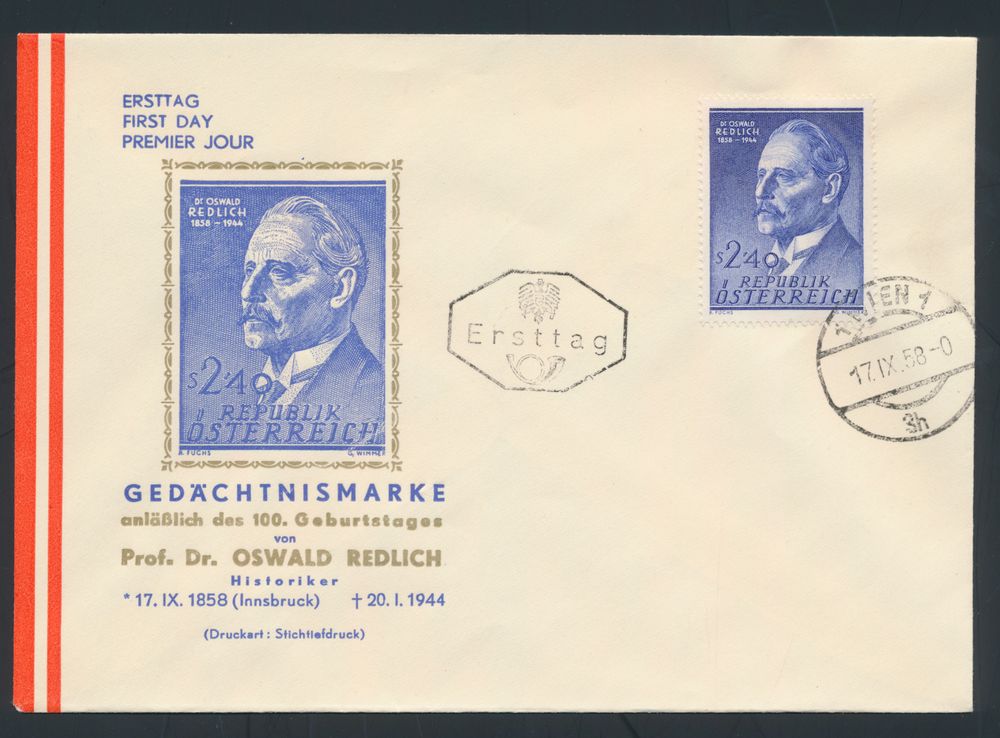 ERSTTAG
FIRST DAY
PREMIER JOUR
Dr OSWALD
REDLICH
1858 – 1944
S 2·40
REPUBLIK
ÖSTERREICH
A. FUCHS G. WIMMER
GEDÄCHTNISMARKE
anläßlich des 100. Geburtstages
von
Prof. Dr. OSWALD REDLICH
Historiker
* 17. IX. 1858 (Innsbruck) † 20. I. 1944
(Druckart : Stichtiefdruck)
Ersttag
Dr OSWALD
REDLICH
1858 – 1944
S 2·40
REPUBLIK
ÖSTERREICH
WIEN 1
17.IX.58-0
3h